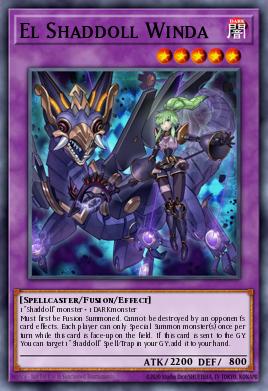 El Shaddoll Winda
DARK
闇
[Spellcaster/Fusion/Effect]
1 "Shaddoll" monster + 1 DARK monster
Must first be Fusion Summoned. Cannot be destroyed by an opponent's
card effects. Each player can only Special Summon monster(s) once per
turn while this card is face-up on the field. If this card is sent to the GY:
You can target 1 "Shaddoll" Spell/Trap in your GY; add it to your hand.
ATK/2200 DEF/ 800